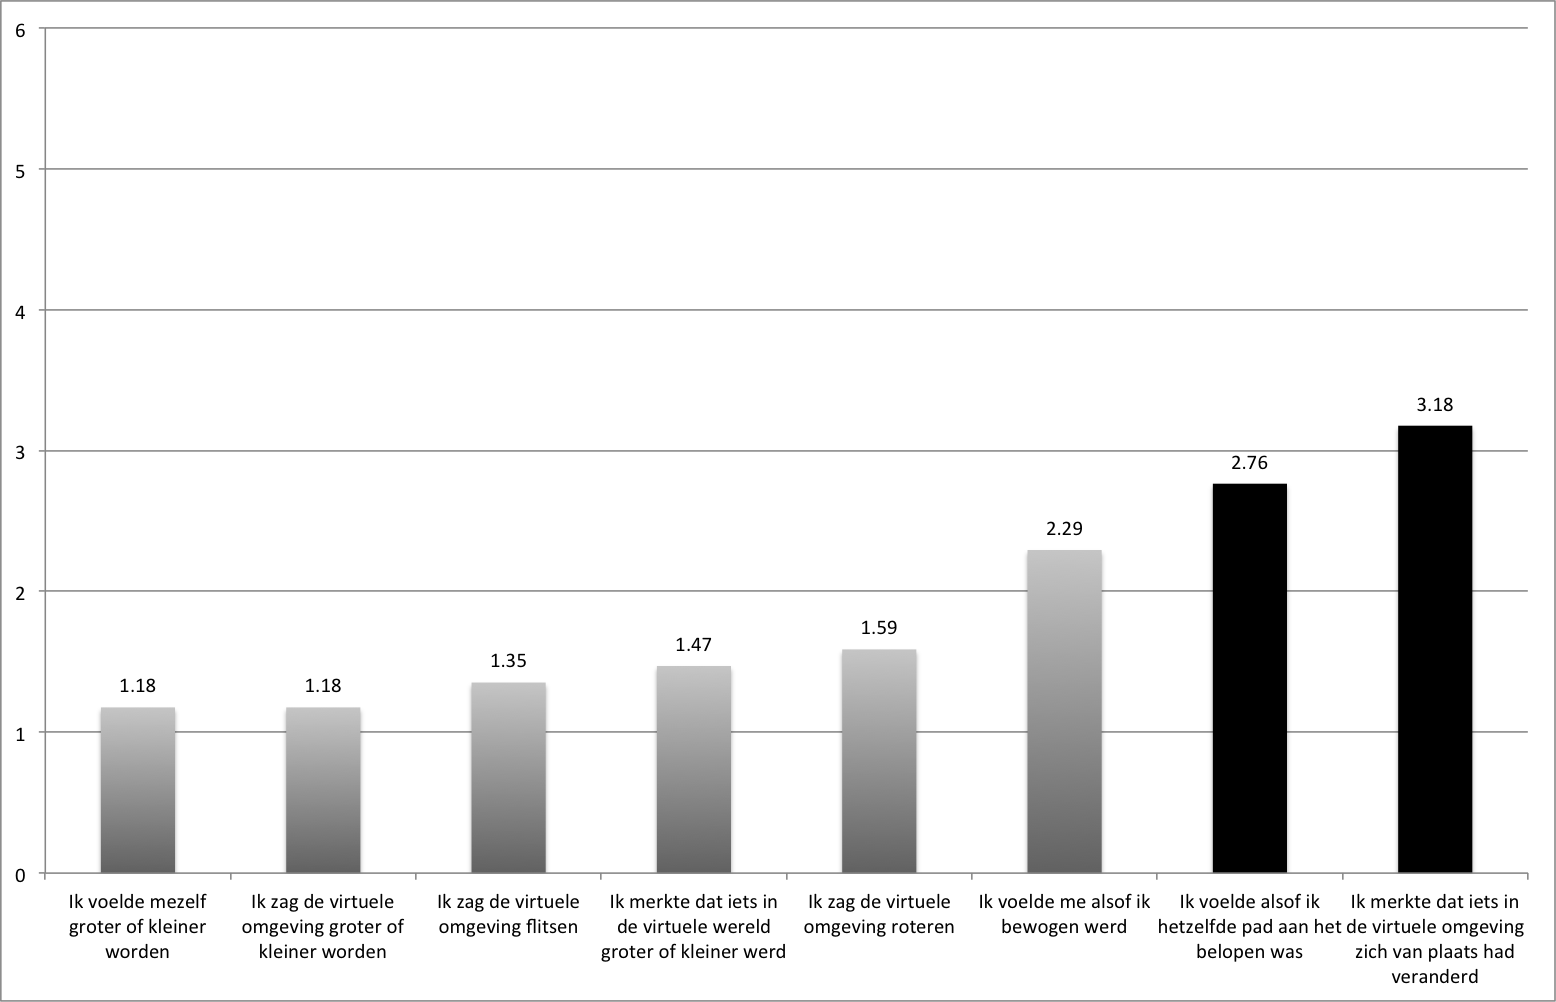 6
5
4
3
2
1
0
1.18
1.18
1.35
1.47
1.59
2.29
2.76
3.18
Ik voelde mezelf
groter of kleiner
worden
Ik zag de virtuele
omgeving groter of
kleiner worden
Ik zag de virtuele
omgeving flitsen
Ik merkte dat iets in
de virtuele wereld
groter of kleiner werd
Ik zag de virtuele
omgeving roteren
Ik voelde me alsof ik
bewogen werd
Ik voelde alsof ik
hetzelfde pad aan het
belopen was
Ik merkte dat iets in
de virtuele omgeving
zich van plaats had
veranderd